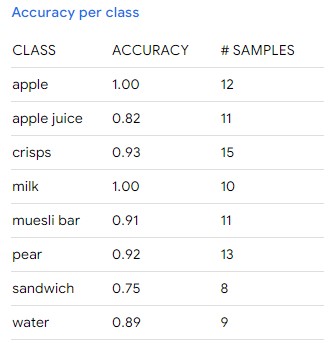 Accuracy per class
CLASS ACCURACY # SAMPLES
apple 1.00 12
apple juice 0.82 11
crisps 0.93 15
milk 1.00 10
muesli bar 0.91 11
pear 0.92 13
sandwich 0.75 8
water 0.89 9